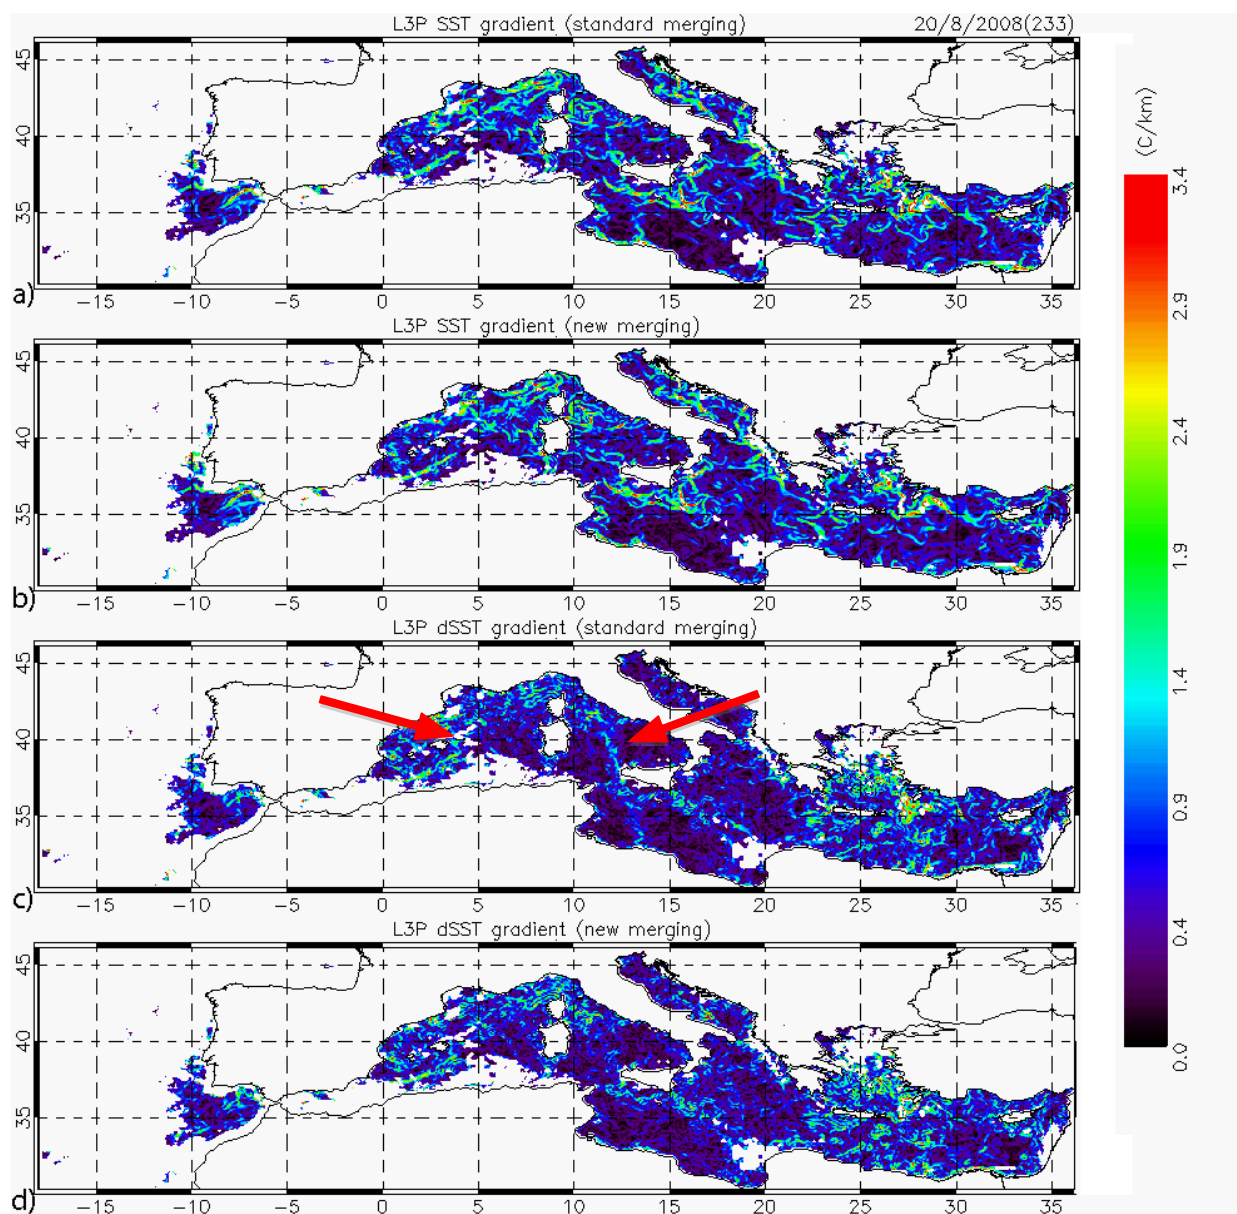 L3P SST gradient (standard merging) 20/8/2008(233)
45
40
35
a)
−15 −10 −5 0 5 10 15 20 25 30 35
L3P SST gradient (new merging)
45
40
35
b)
−15 −10 −5 0 5 10 15 20 25 30 35
L3P dSST gradient (standard merging)
45
40
35
c)
−15 −10 −5 0 5 10 15 20 25 30 35
L3P dSST gradient (new merging)
45
40
35
d)
−15 −10 −5 0 5 10 15 20 25 30 35
(C/km)
3.4
2.9
2.4
1.9
1.4
0.9
0.4
0.0